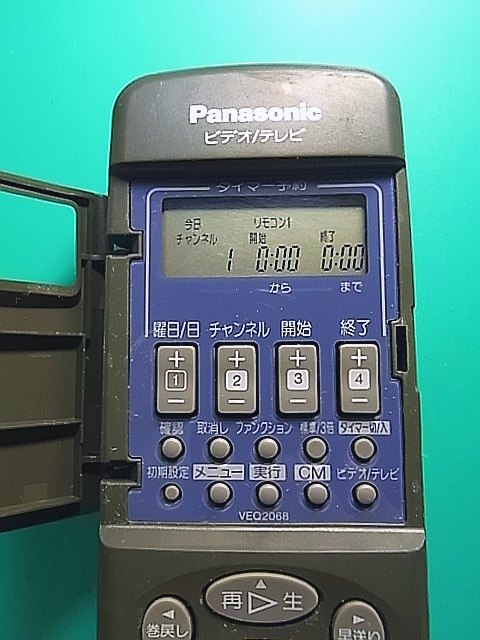 Panasonic
ビデオ/テレビ
タイマー予約
今日 リモコン1
チャンネル 開始 終了
1 0:00 0:00
から まで
曜日/日 チャンネル 開始 終了
+ + + +
1 2 3 4
− − − −
確認 取消し ファンクション 標準/3倍 タイマー切/入
初期設定 メニュー 実行 CM ビデオ/テレビ
VEQ2068
再▷生
巻戻し 早送り